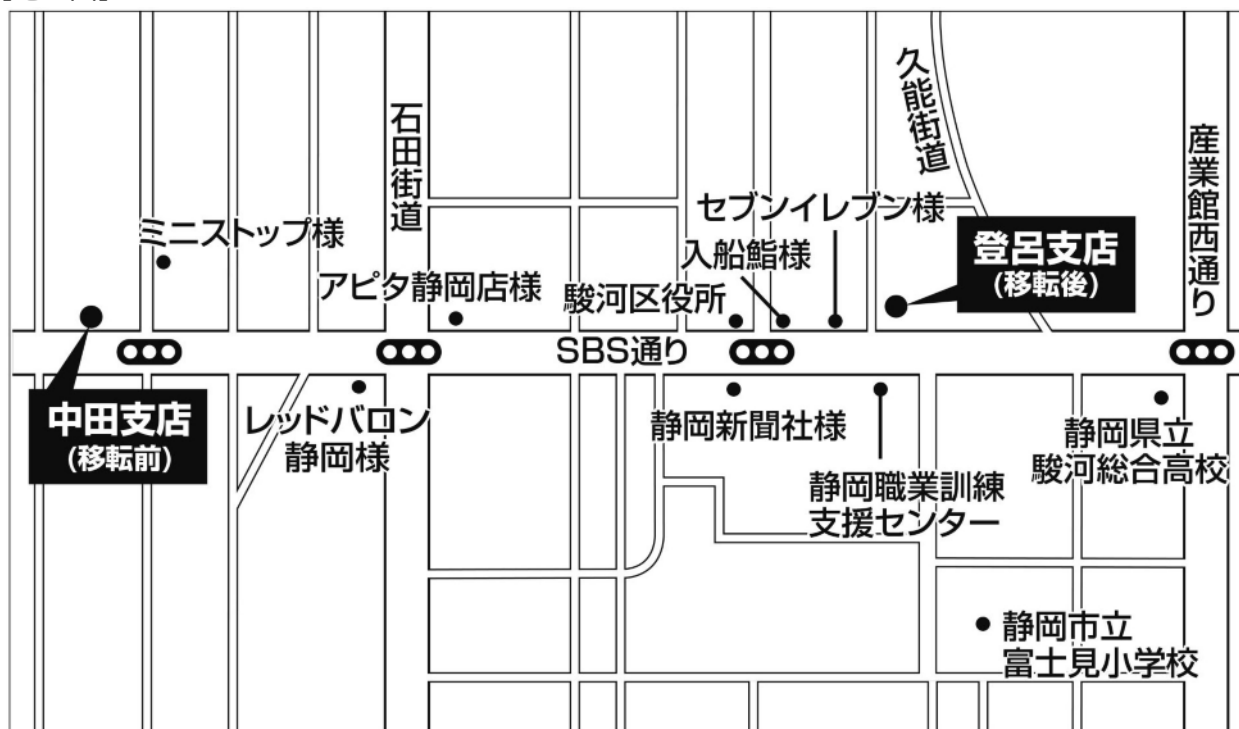 久能街道
石田街道
産業館西通り
セブンイレブン様
ミニストップ様
入船鮨様
登呂支店
(移転後)
アピタ静岡店様
駿河区役所
SBS通り
中田支店
(移転前)
レッドバロン
静岡様
静岡新聞社様
静岡県立
駿河総合高校
静岡職業訓練
支援センター
静岡市立
富士見小学校